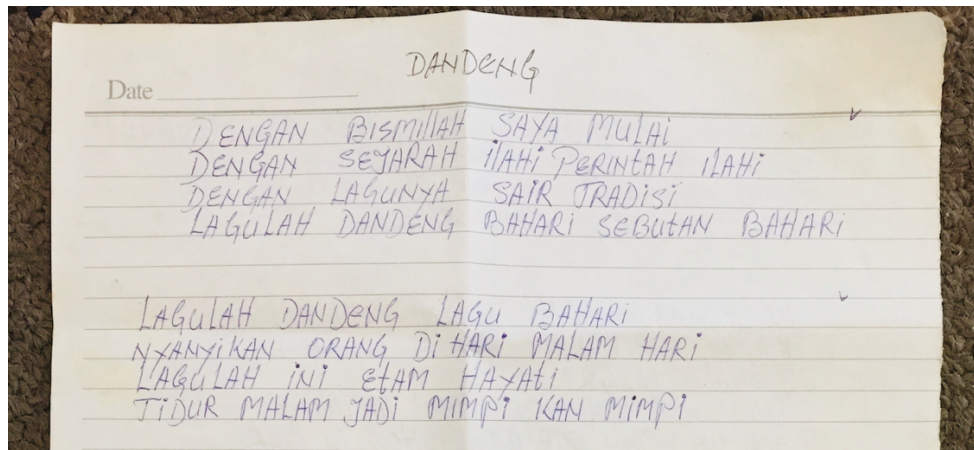 DANDENG
Date
DENGAN BISMILLAH SAYA MULAI
DENGAN SEJARAH ILAHI PERINTAH ILAHI
DENGAN LAGUNYA SAIR TRADISI
LAGULAH DANDENG BAHARI SEBUTAN BAHARI
LAGULAH DANDENG LAGU BAHARI
NYANYIKAN ORANG DI HARI MALAM HARI
LAGULAH INI ETAM HAYATI
TIDUR MALAM JADI MIMPI KAN MIMPI